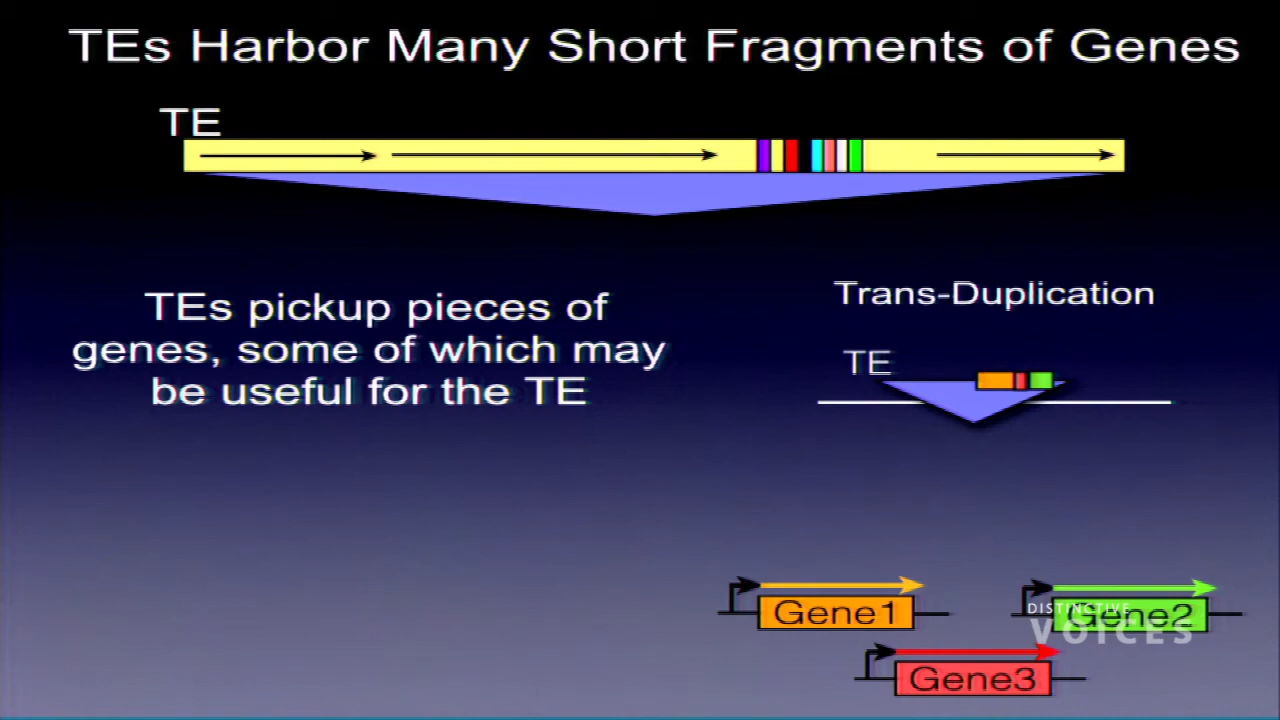 TEs Harbor Many Short Fragments of Genes
TE
TEs pickup pieces of
genes, some of which may
be useful for the TE
Trans-Duplication
TE
Gene1
Gene2
DISTINCTIVE
VOICES
Gene3